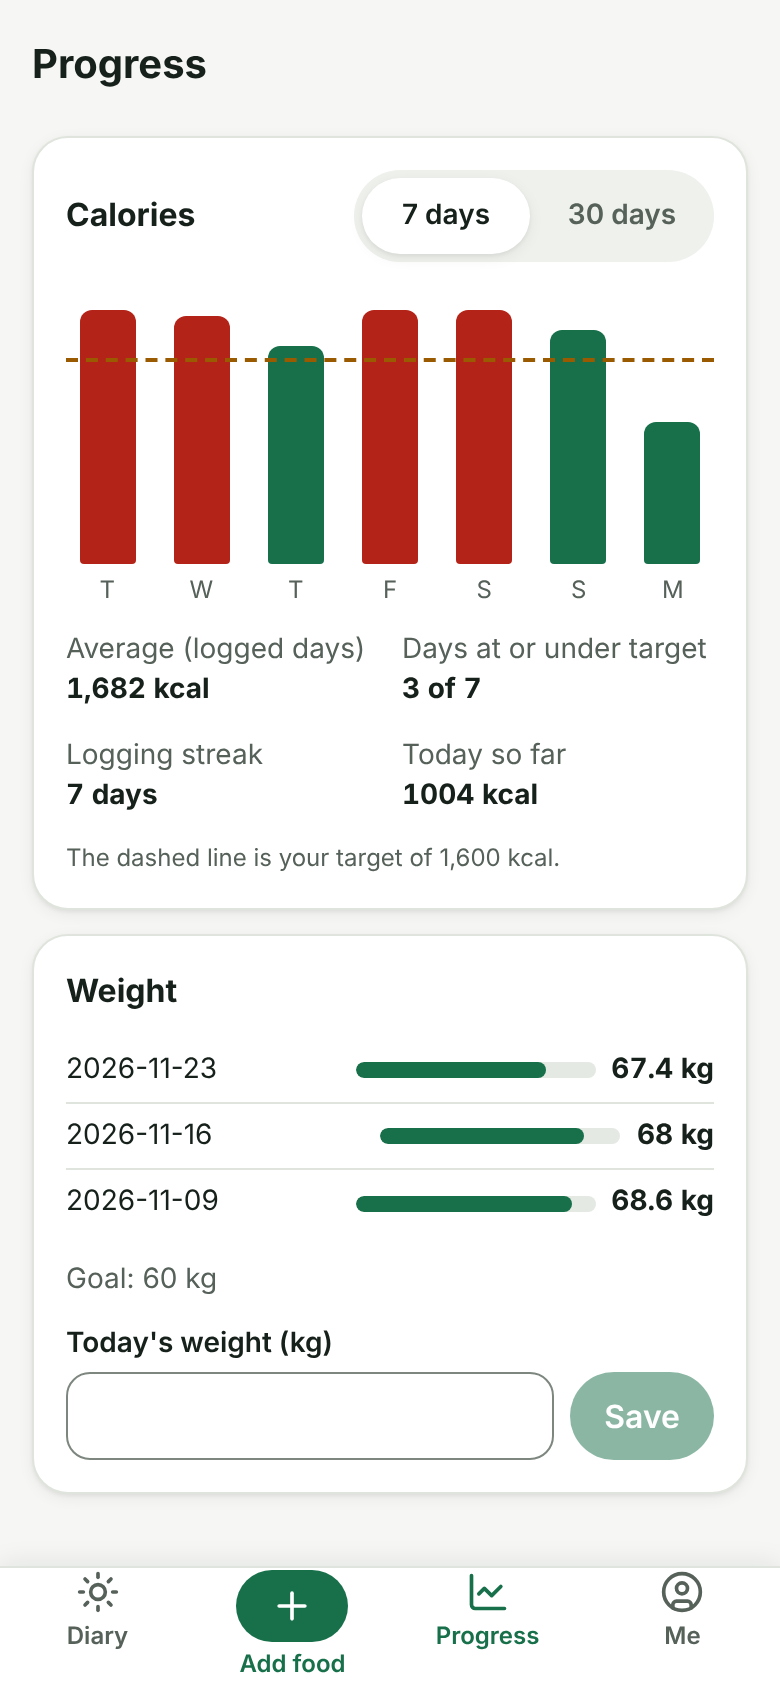 Progress
Calories
7 days
30 days
T W T F S S M
Average (logged days)
1,682 kcal
Days at or under target
3 of 7
Logging streak
7 days
Today so far
1004 kcal
The dashed line is your target of 1,600 kcal.
Weight
2026-11-23 67.4 kg
2026-11-16 68 kg
2026-11-09 68.6 kg
Goal: 60 kg
Today's weight (kg)
Save
Diary
Add food
Progress
Me